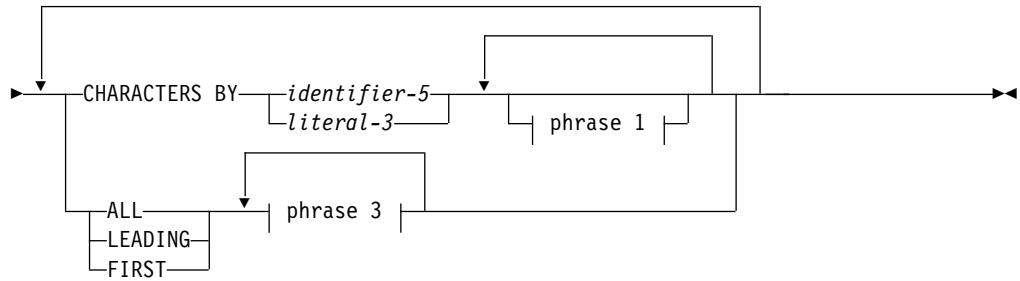 CHARACTERS BY identifier-5
literal-3
phrase 1
ALL
phrase 3
LEADING
FIRST